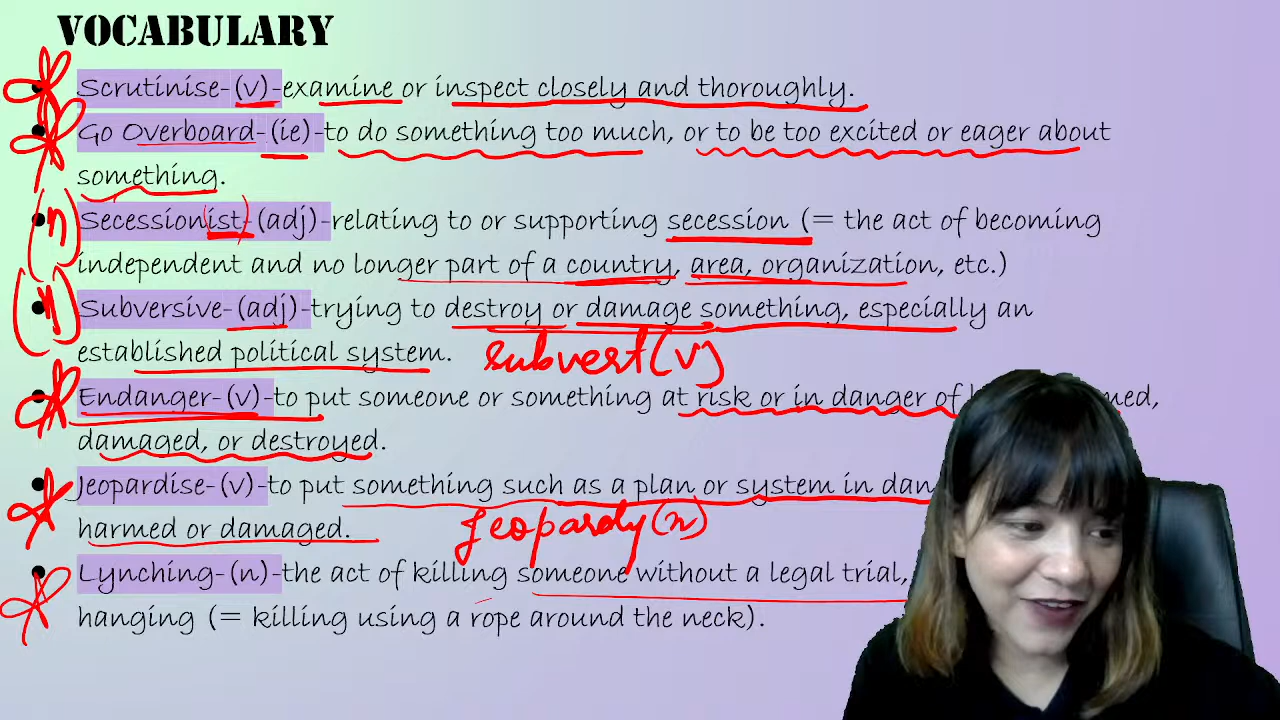 VOCABULARY
• Scrutinise-(v)-examine or inspect closely and thoroughly.
• Go Overboard-(ie)-to do something too much, or to be too excited or eager about
something.
(n) • Secessionist-(adj)-relating to or supporting secession (= the act of becoming
independent and no longer part of a country, area, organization, etc.)
(n) • Subversive-(adj)-trying to destroy or damage something, especially an
established political system. subvert(v)
• Endanger-(v)-to put someone or something at risk or in danger of
damaged, or destroyed.
• Jeopardise-(v)-to put something such as a plan or system in
harmed or damaged. jeopardy(n)
• Lynching-(n)-the act of killing someone without a legal trial,
hanging (= killing using a rope around the neck).